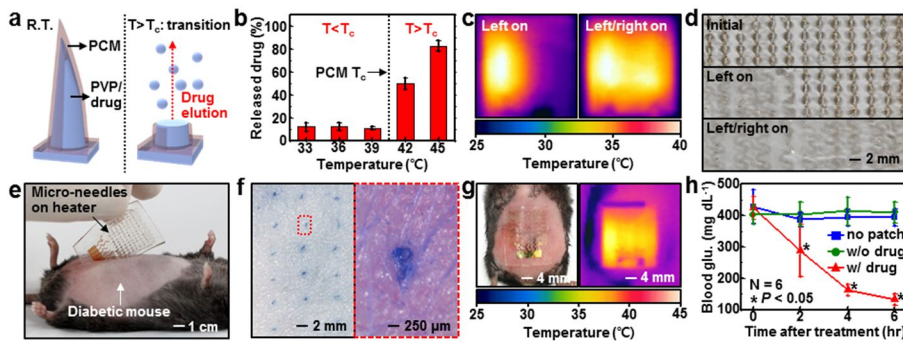 a
R.T.
PCM
PVP/
drug
T>Tc: transition
Drug
elution
b
Released drug (%)
100
80
60
40
20
0
T<Tc
T>Tc
PCM Tc
33 36 39 42 45
Temperature (℃)
c
Left on
Left/right on
25 30 35 40
Temperature (℃)
d
Initial
Left on
Left/right on
2 mm
e
Micro-needles
on heater
Diabetic mouse
1 cm
f
2 mm
250 μm
g
4 mm
4 mm
25 30 35 40 45
Temperature (℃)
h
Blood glu. (mg dL-1)
500
400
300
200
100
no patch
w/o drug
w/ drug
N = 6
* P < 0.05
*
*
*
0 2 4 6
Time after treatment (hr)